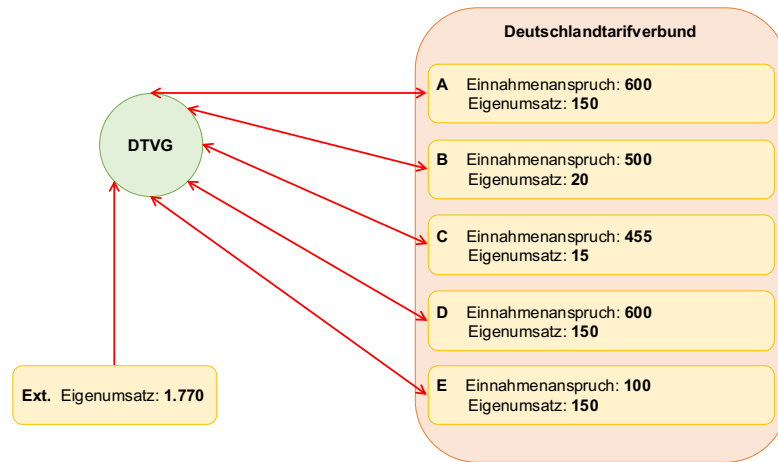 Deutschlandtarifverbund
A Einnahmenanspruch: 600
Eigenumsatz: 150
DTVG
B Einnahmenanspruch: 500
Eigenumsatz: 20
C Einnahmenanspruch: 455
Eigenumsatz: 15
D Einnahmenanspruch: 600
Eigenumsatz: 150
E Einnahmenanspruch: 100
Eigenumsatz: 150
Ext. Eigenumsatz: 1.770